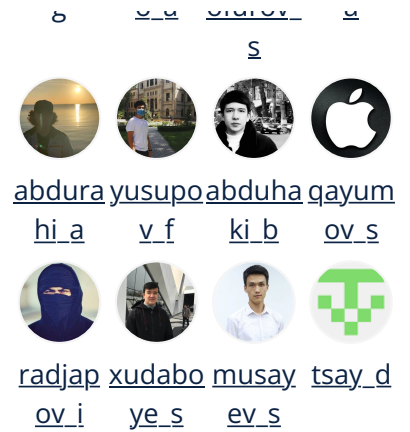 s
abdura yusupo abduha qayum
hi_a v_f ki_b ov_s
radjap xudabo musay tsay_d
ov_i ye_s ev_s